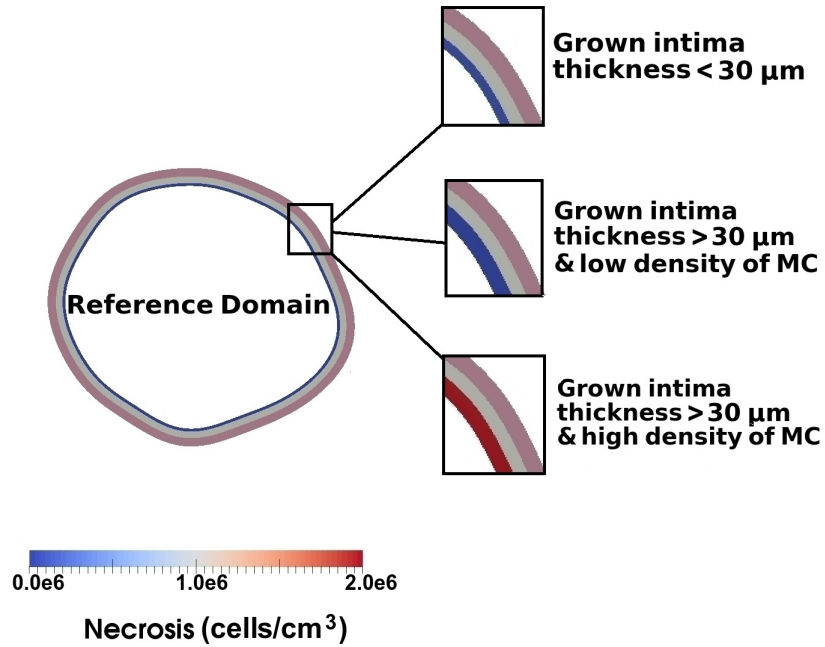 Grown intima
thickness < 30 µm
Grown intima
thickness > 30 µm
& low density of MC
Reference Domain
Grown intima
thickness > 30 µm
& high density of MC
0.0e6 1.0e6 2.0e6
Necrosis (cells/cm³)